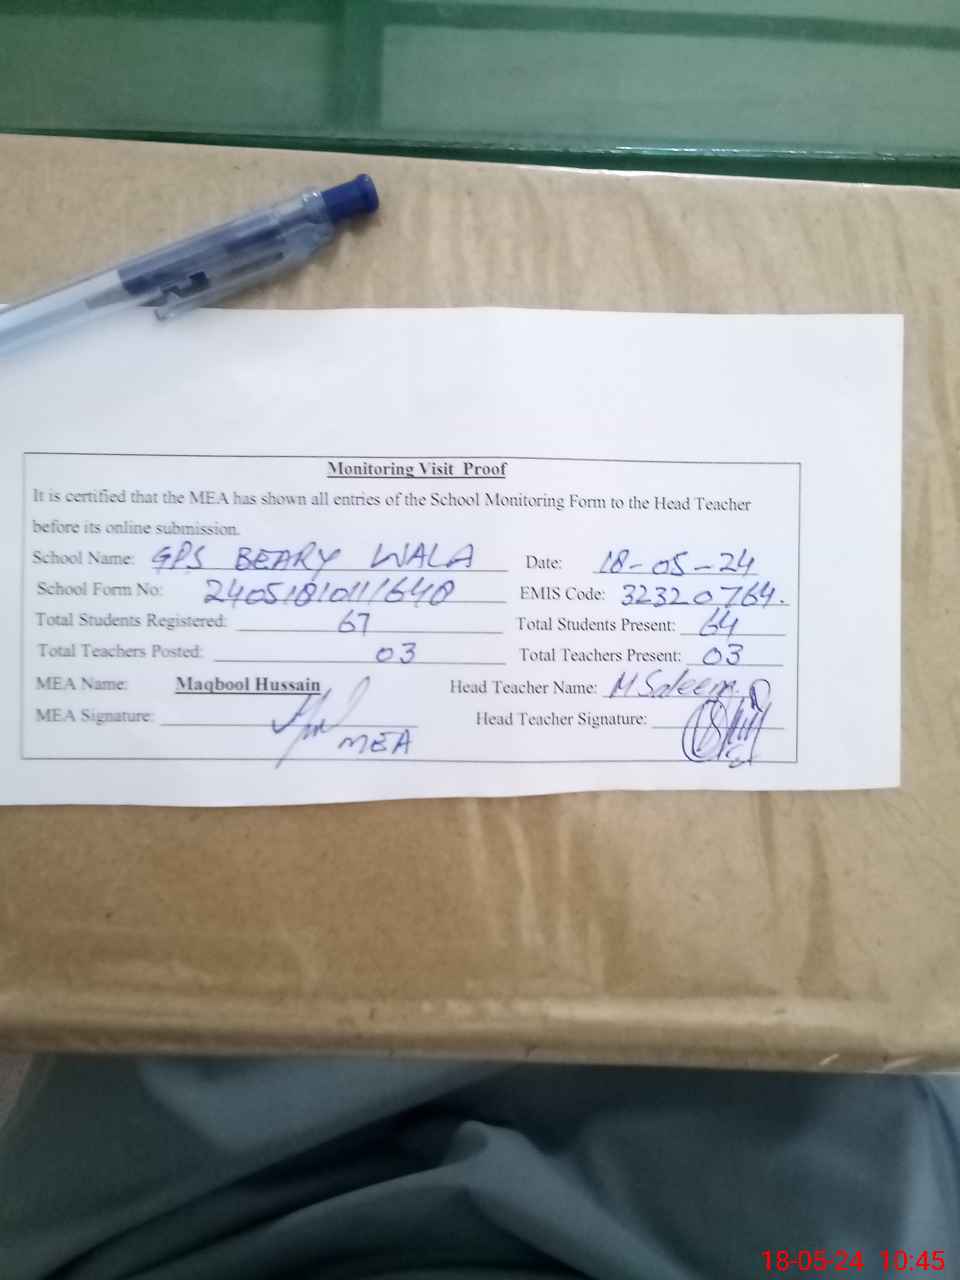 Monitoring Visit Proof
It is certified that the MEA has shown all entries of the School Monitoring Form to the Head Teacher
before its online submission.
School Name: GPS BEARY WALA Date: 18-05-24
School Form No: 24051810111640 EMIS Code: 32320764.
Total Students Registered: 67 Total Students Present: 64
Total Teachers Posted: 03 Total Teachers Present: 03
MEA Name: Maqbool Hussain Head Teacher Name: M Saleem
MEA Signature: Head Teacher Signature:
MEA
18-05-24 10:45